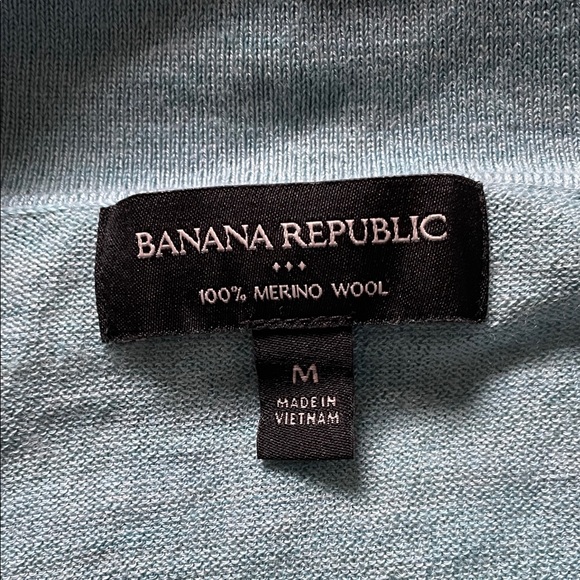 BANANA REPUBLIC
100% MERINO WOOL
M
MADE IN
VIETNAM